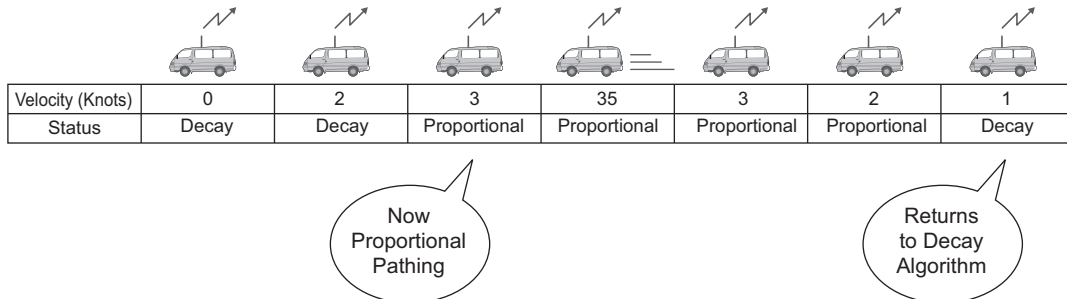 Velocity (Knots) 0 2 3 35 3 2 1
Status Decay Decay Proportional Proportional Proportional Proportional Decay
Now
Proportional
Pathing
Returns
to Decay
Algorithm